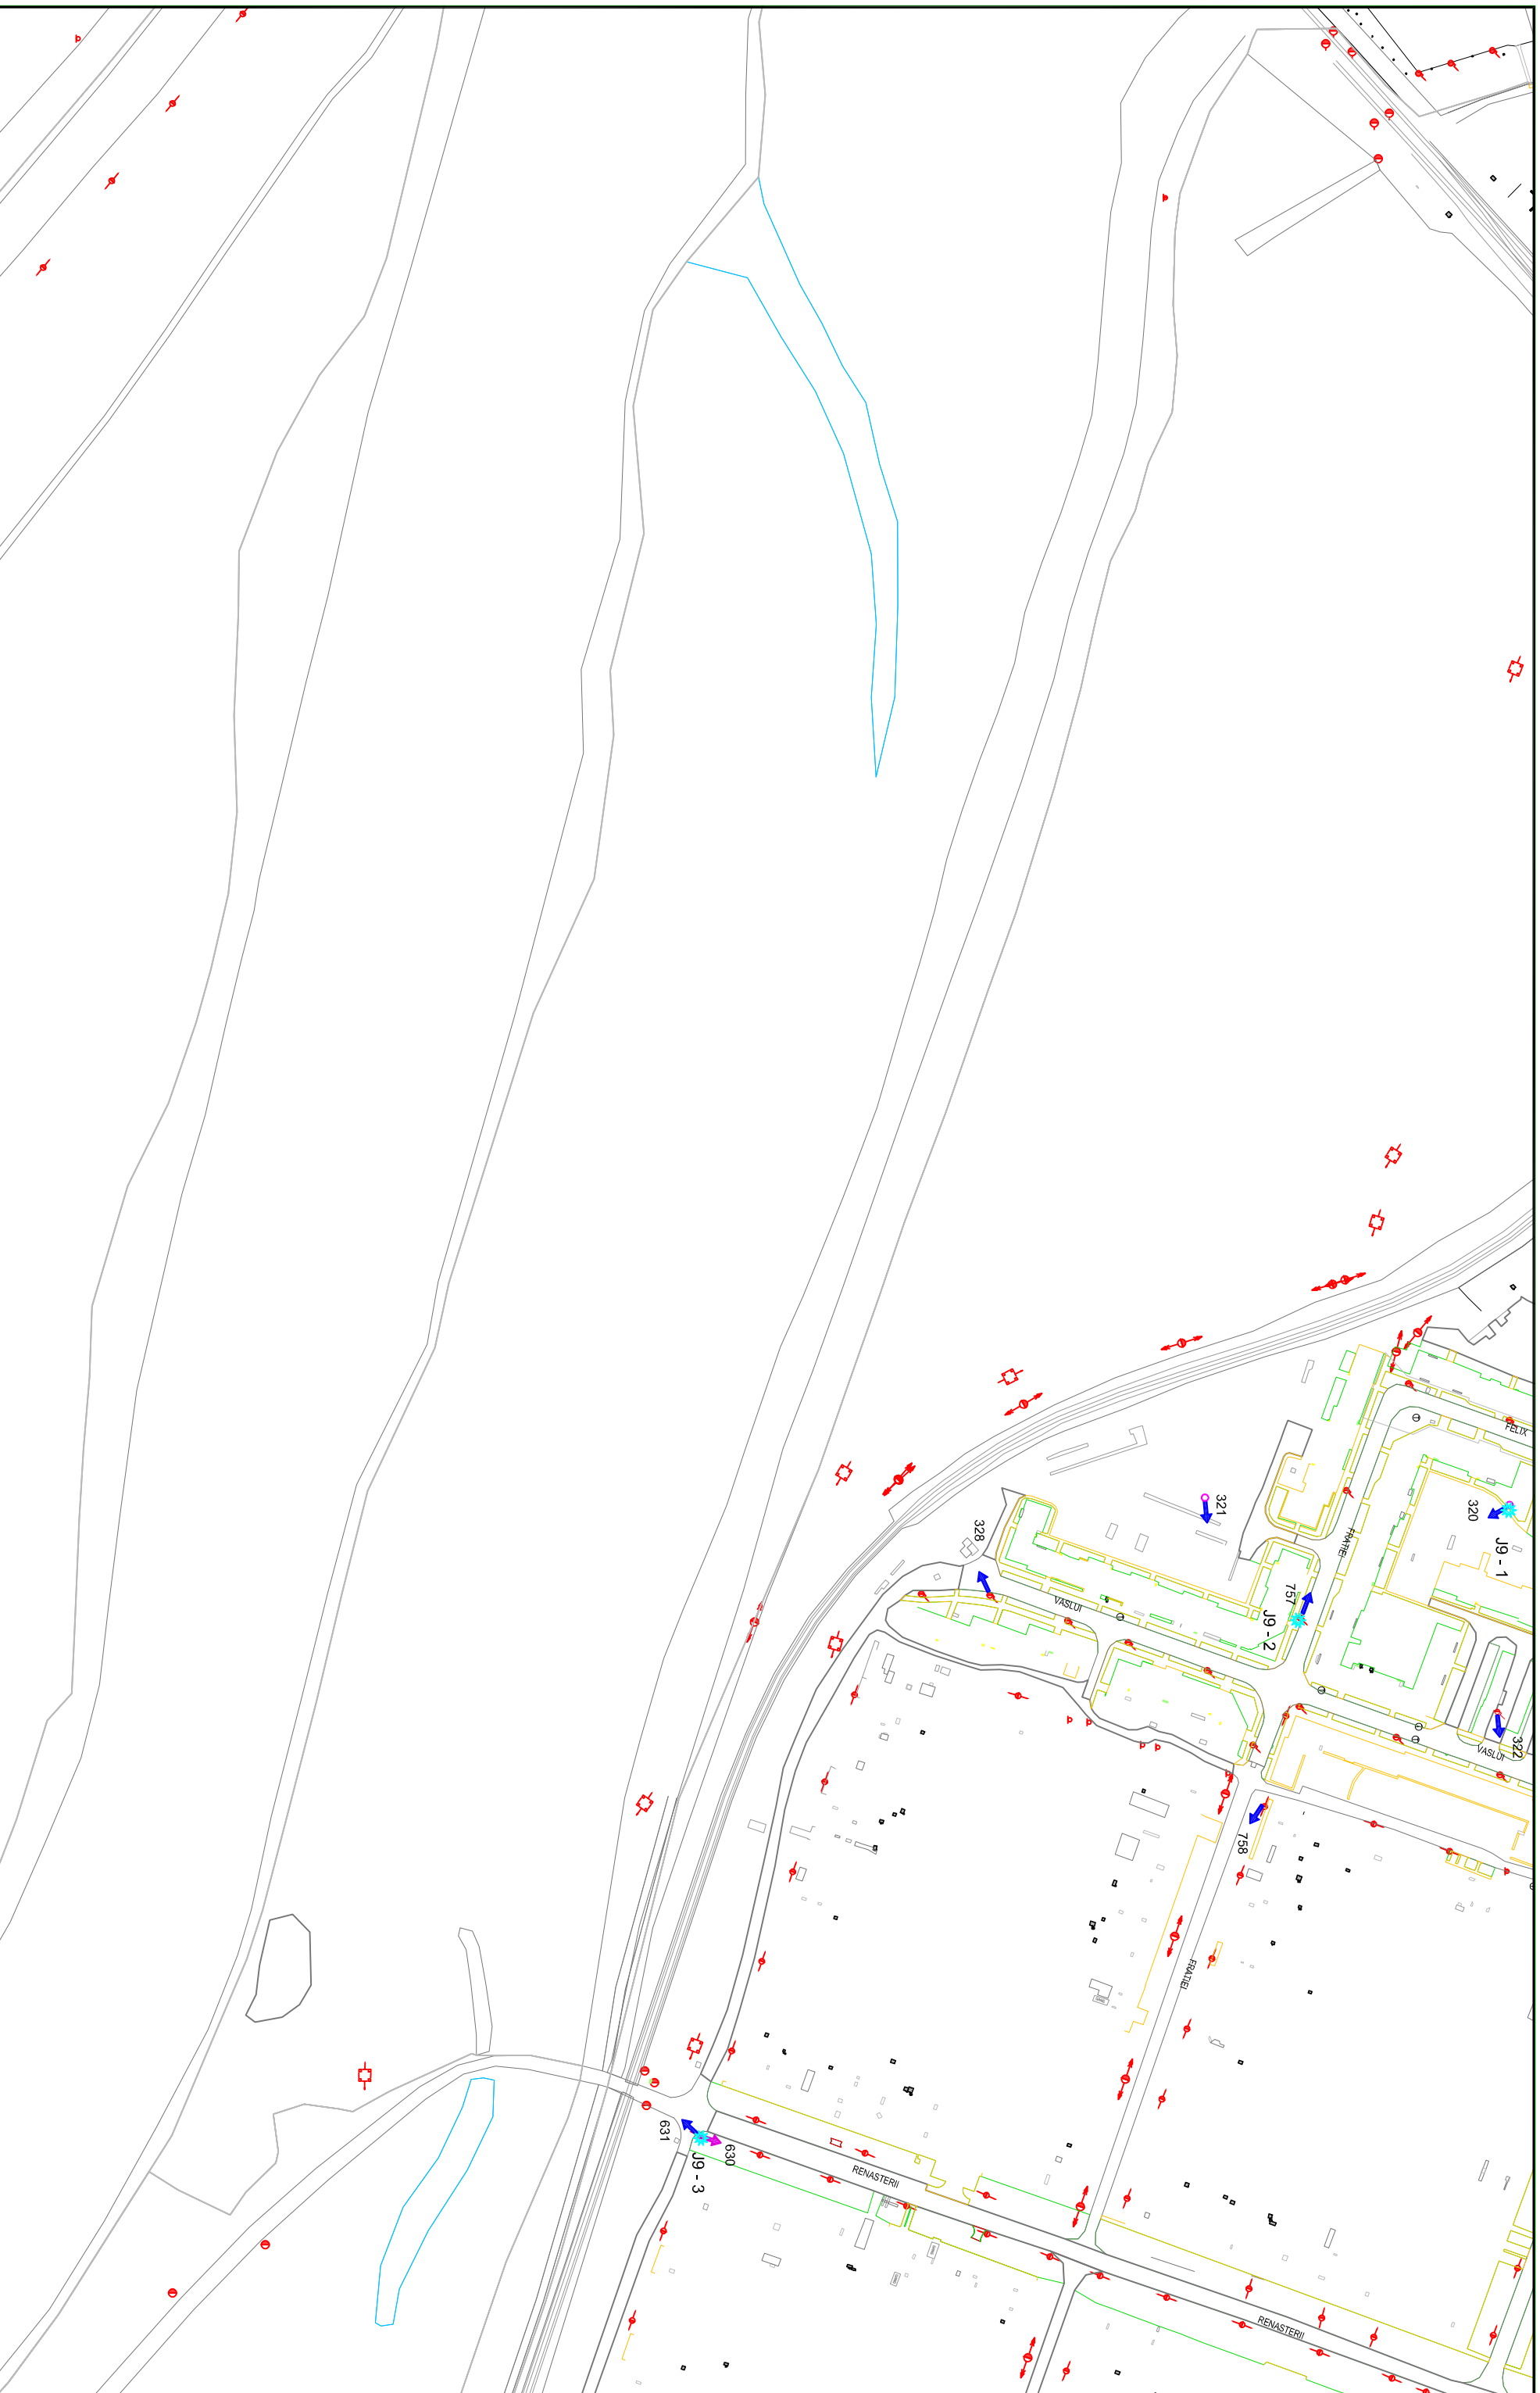 FELIX
320
J9 - 1
321
FRATIEI
328
757
VASLUI
J9 - 2
322
VASLUI
758
FRATIEI
631
630
J9 - 3
RENASTERII
RENASTERII